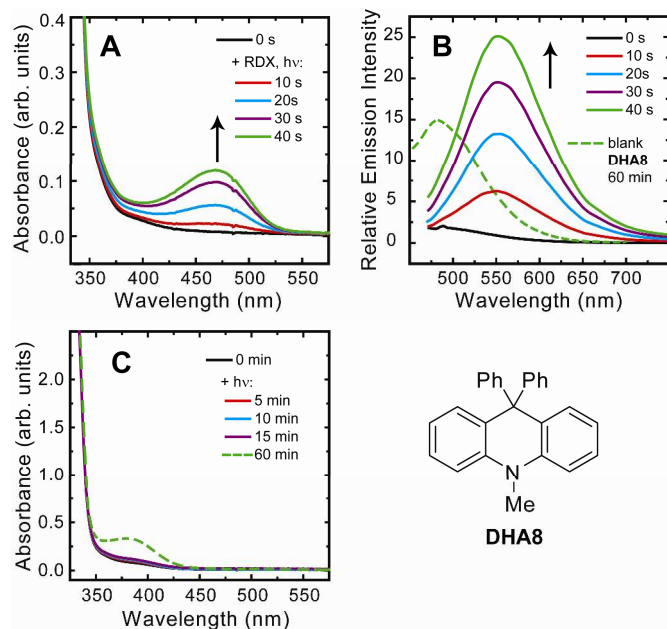 A
0 s
+ RDX, hν:
10 s
20s
30 s
40 s
Absorbance (arb. units)
0.4
0.3
0.2
0.1
0.0
350 400 450 500 550
Wavelength (nm)
B
0 s
10 s
20s
30 s
40 s
blank
DHA8
60 min
Relative Emission Intensity
25
20
15
10
5
0
500 550 600 650 700
Wavelength (nm)
C
0 min
+ hν:
5 min
10 min
15 min
60 min
Absorbance (arb. units)
2.0
1.5
1.0
0.5
0.0
350 400 450 500 550
Wavelength (nm)
Ph Ph
N
Me
DHA8